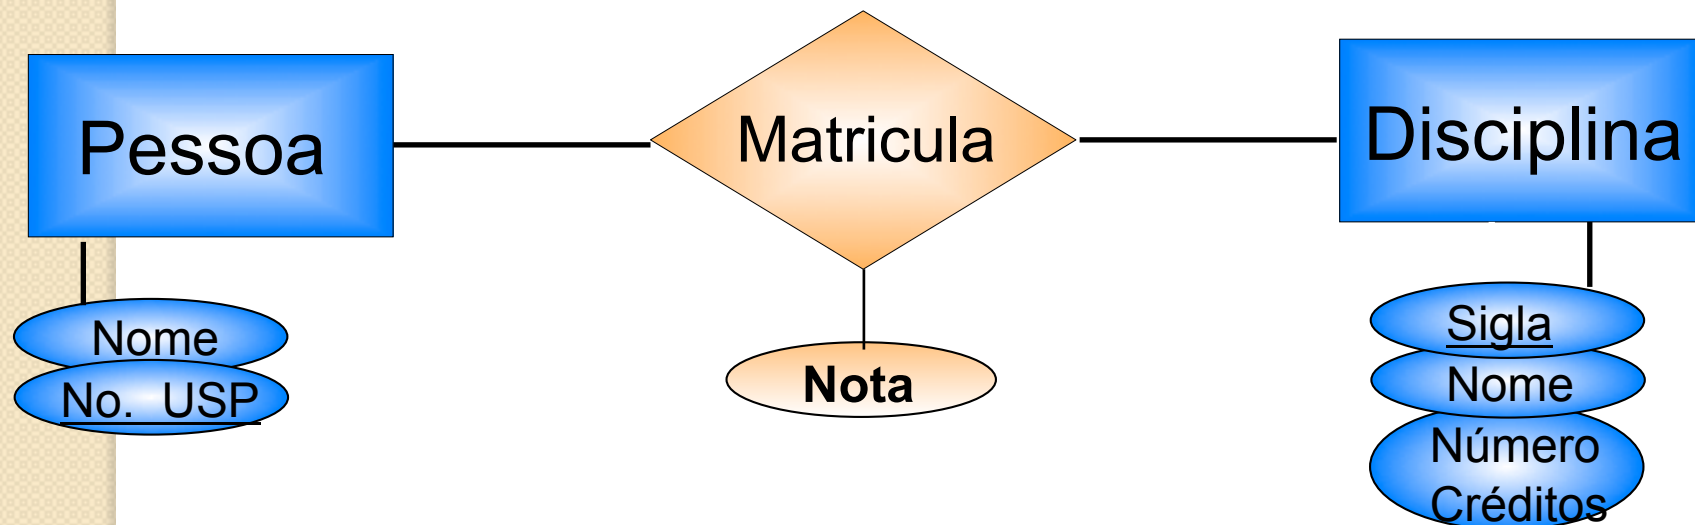 Pessoa
Matricula
Disciplina
Nome
No. USP
Nota
Sigla
Nome
Número
Créditos